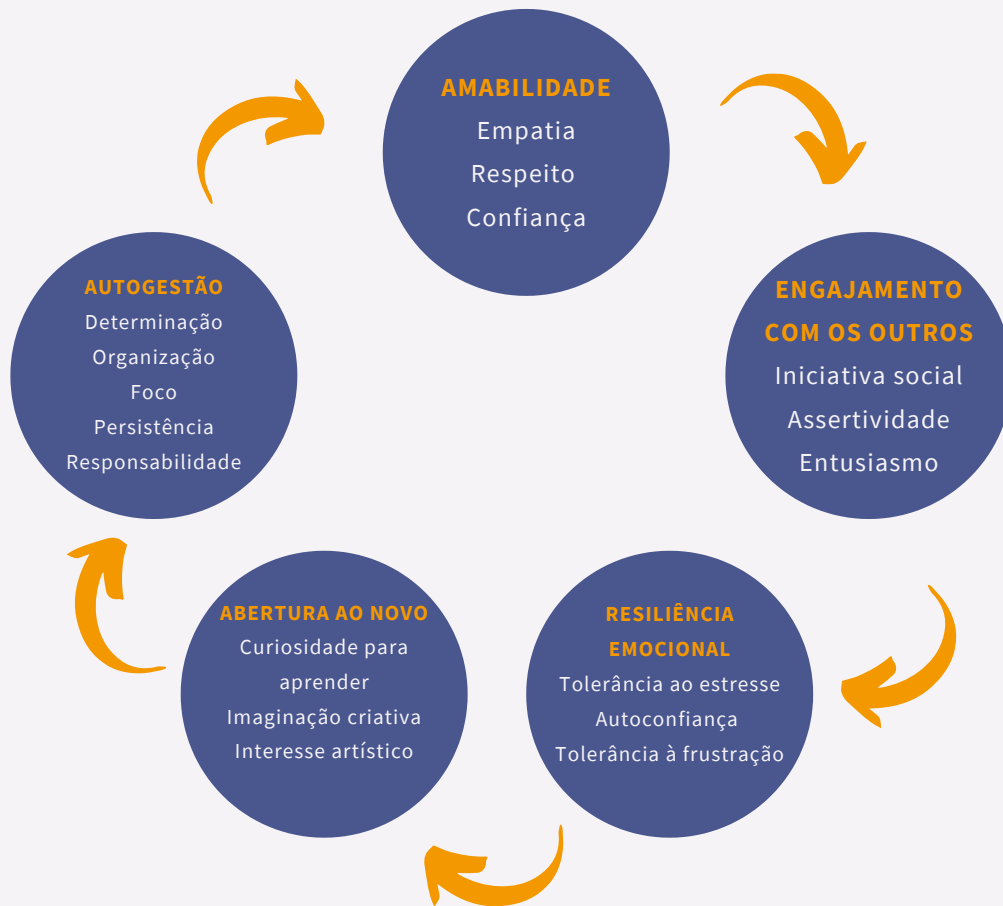 AMABILIDADE
Empatia
Respeito
Confiança
ENGAJAMENTO
COM OS OUTROS
Iniciativa social
Assertividade
Entusiasmo
RESILIÊNCIA
EMOCIONAL
Tolerância ao estresse
Autoconfiança
Tolerância à frustração
ABERTURA AO NOVO
Curiosidade para
aprender
Imaginação criativa
Interesse artístico
AUTOGESTÃO
Determinação
Organização
Foco
Persistência
Responsabilidade